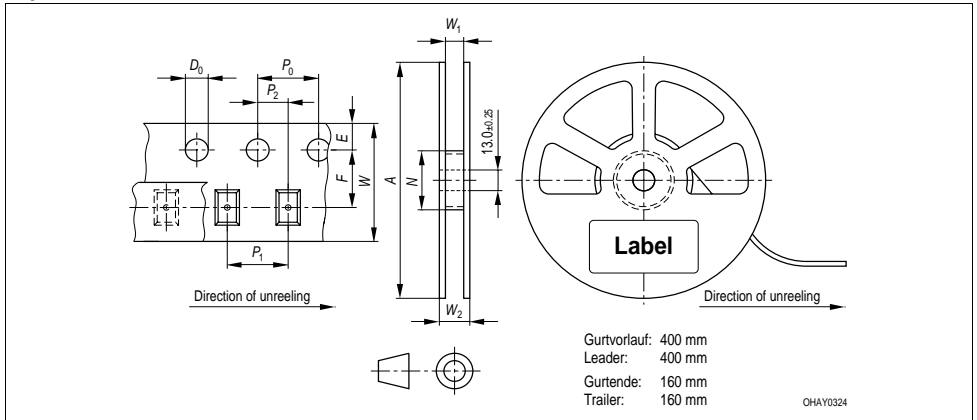 D0
P0
P2
E
F
W
P1
Direction of unreeling
W1
A
N
13.0±0.25
W2
Label
Direction of unreeling
Gurtvorlauf: 400 mm
Leader: 400 mm
Gurtende: 160 mm
Trailer: 160 mm
OHAY0324